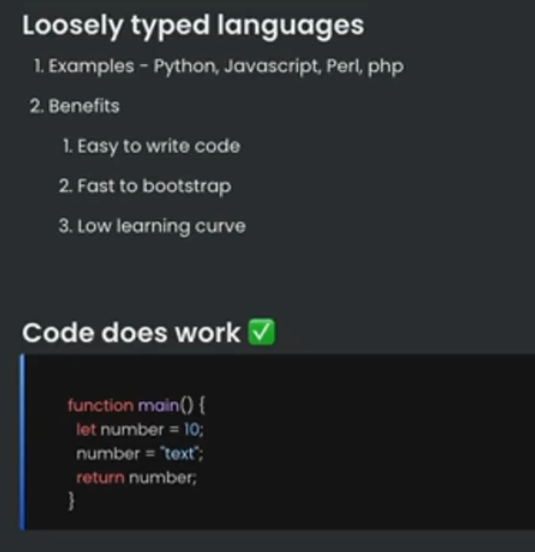 Loosely typed languages
1. Examples - Python, Javascript, Perl, php
2. Benefits
1. Easy to write code
2. Fast to bootstrap
3. Low learning curve
Code does work ✅
function main() {
let number = 10;
number = "text";
return number;
}